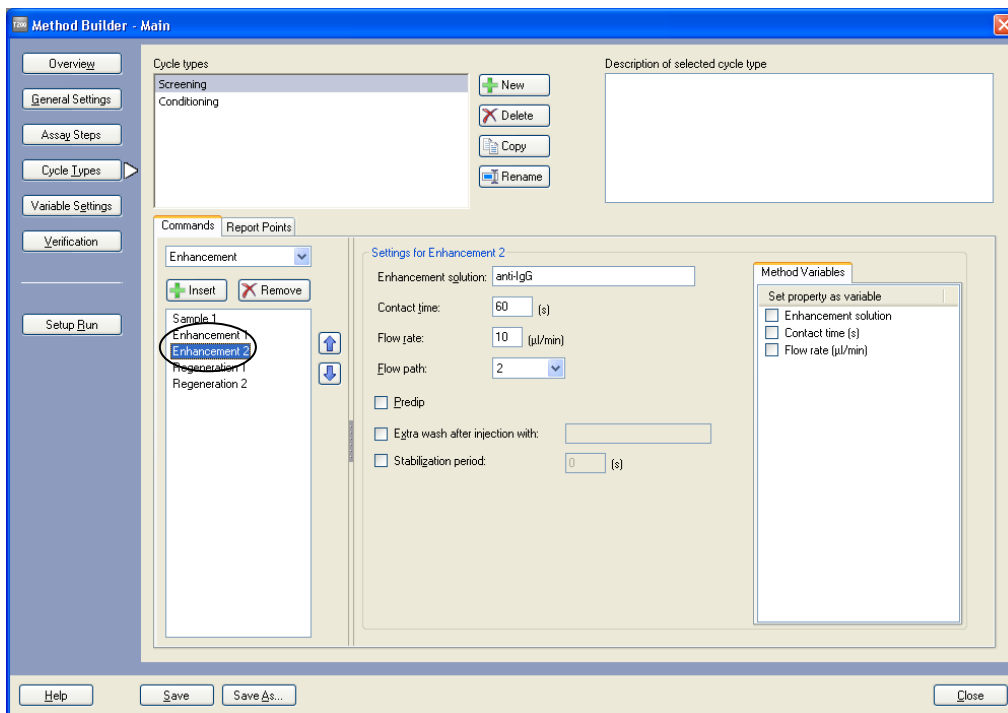 T200 Method Builder - Main
Overview
General Settings
Assay Steps
Cycle Types
Variable Settings
Verification
Setup Run
Cycle types
Screening
Conditioning
New
Delete
Copy
Rename
Description of selected cycle type
Commands Report Points
Enhancement
Insert Remove
Sample 1
Enhancement 1
Enhancement 2
Regeneration 1
Regeneration 2
Settings for Enhancement 2
Enhancement solution: anti-IgG
Contact time: 60 (s)
Flow rate: 10 (µl/min)
Flow path: 2
Predip
Extra wash after injection with:
Stabilization period: 0 (s)
Method Variables
Set property as variable
Enhancement solution
Contact time (s)
Flow rate (µl/min)
Help Save Save As... Close